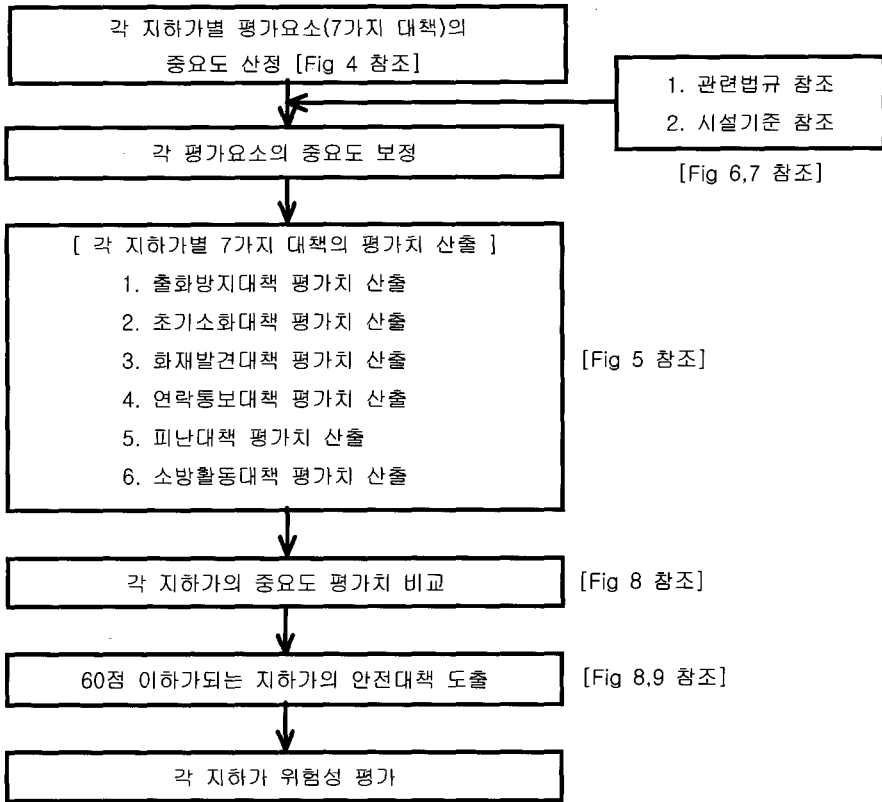 각 지하가별 평가요소(7가지 대책)의
중요도 산정 [Fig 4 참조]
1. 관련법규 참조
2. 시설기준 참조
[Fig 6,7 참조]
각 평가요소의 중요도 보정
[ 각 지하가별 7가지 대책의 평가치 산출 ]
1. 출화방지대책 평가치 산출
2. 초기소화대책 평가치 산출
3. 화재발견대책 평가치 산출
4. 연락통보대책 평가치 산출
5. 피난대책 평가치 산출
6. 소방활동대책 평가치 산출
[Fig 5 참조]
각 지하가의 중요도 평가치 비교
[Fig 8 참조]
60점 이하가되는 지하가의 안전대책 도출
[Fig 8,9 참조]
각 지하가 위험성 평가